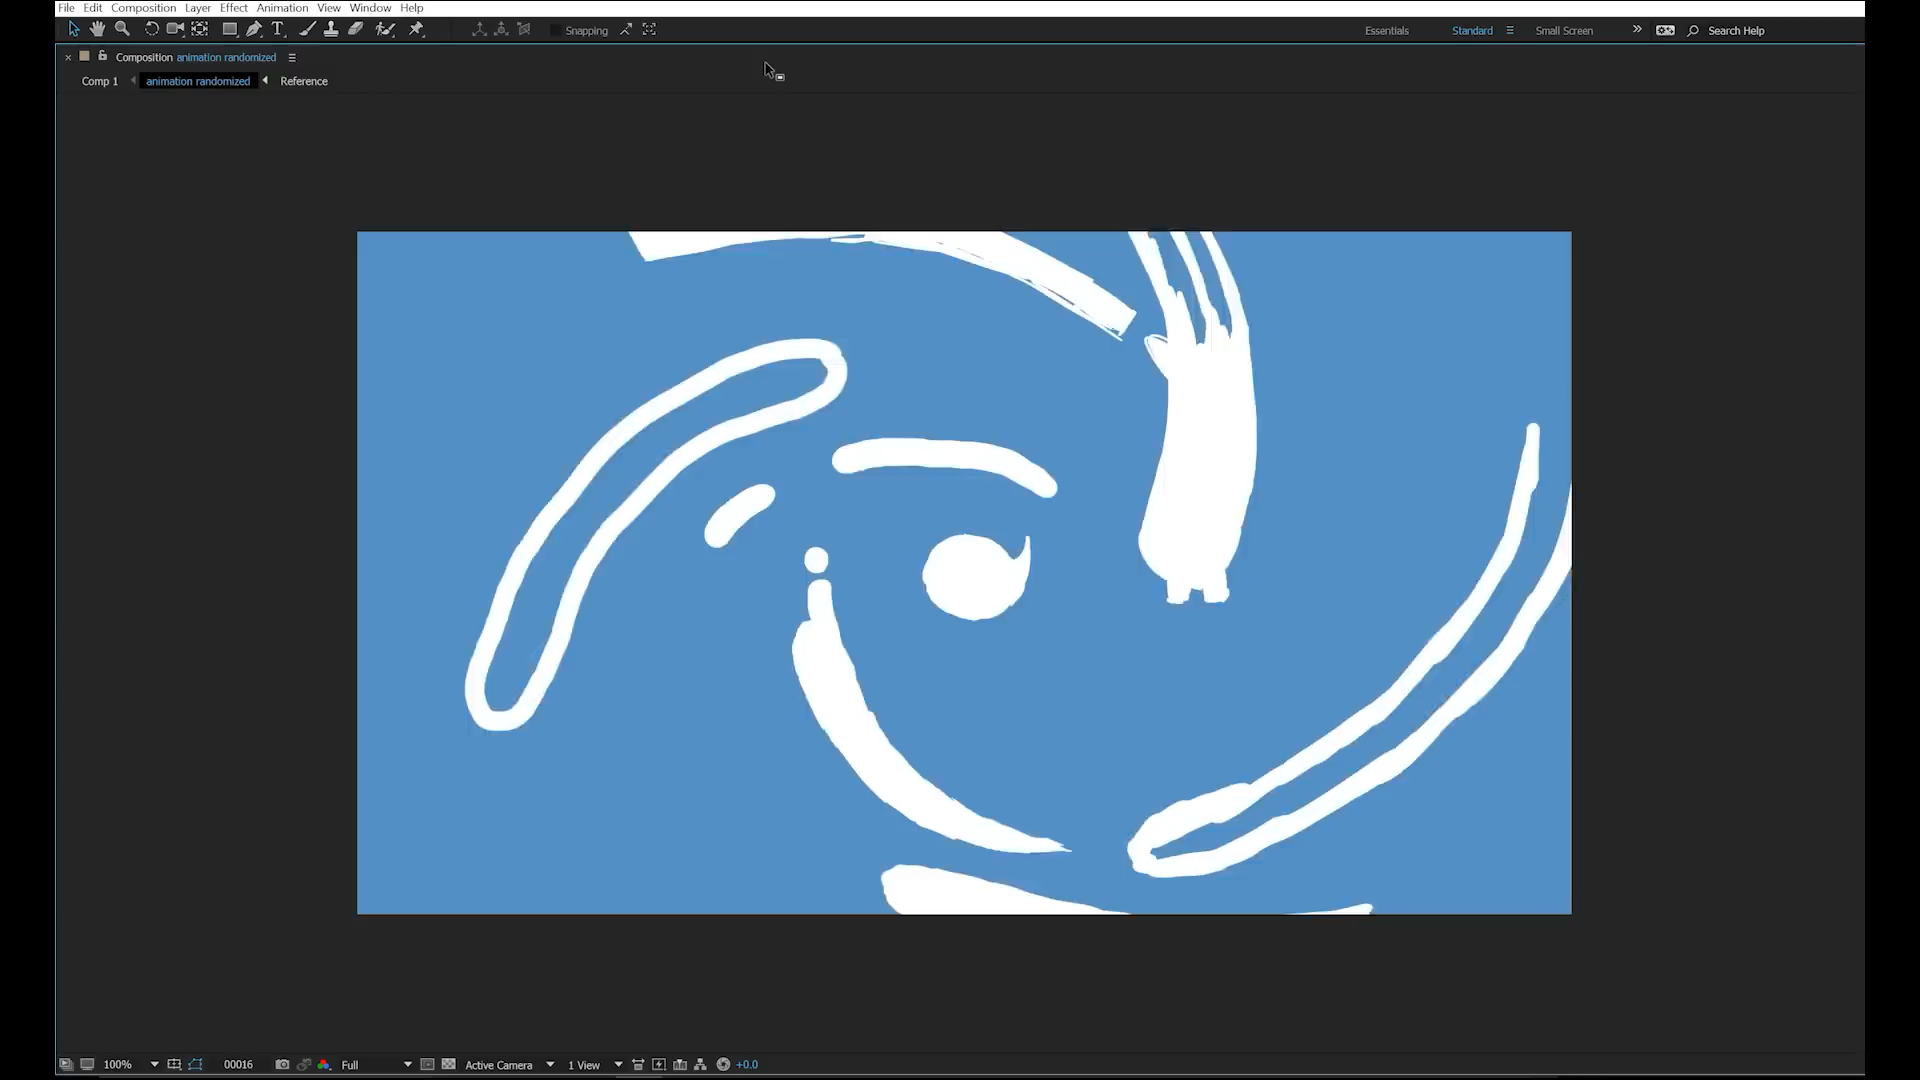 File Edit Composition Layer Effect Animation View Window Help
Snapping Essentials Standard Small Screen Search Help
Composition animation randomized
Comp 1 animation randomized Reference
100% 00016 Full Active Camera 1 View +0.0